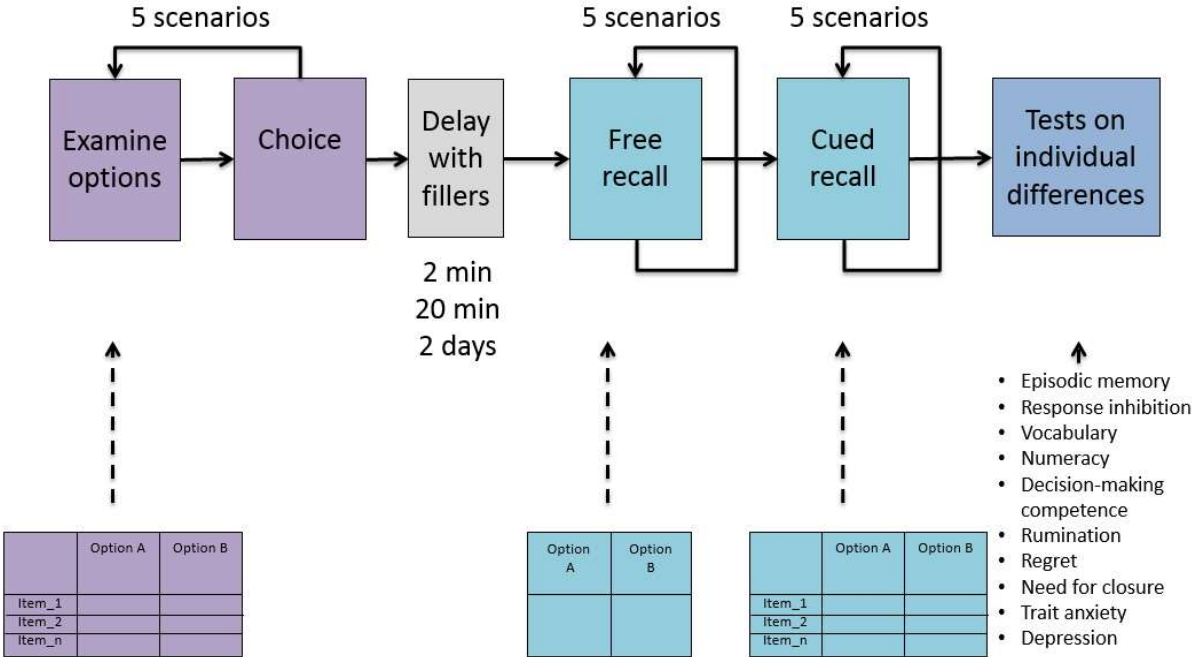 5 scenarios
5 scenarios
5 scenarios
Examine
options
Choice
Delay
with
fillers
Free
recall
Cued
recall
Tests on
individual
differences
2 min
20 min
2 days
• Episodic memory
• Response inhibition
• Vocabulary
• Numeracy
• Decision-making
competence
• Rumination
• Regret
• Need for closure
• Trait anxiety
• Depression
Option A Option B
Item_1
Item_2
Item_n
Option Option
A B
Option A Option B
Item_1
Item_2
Item_n